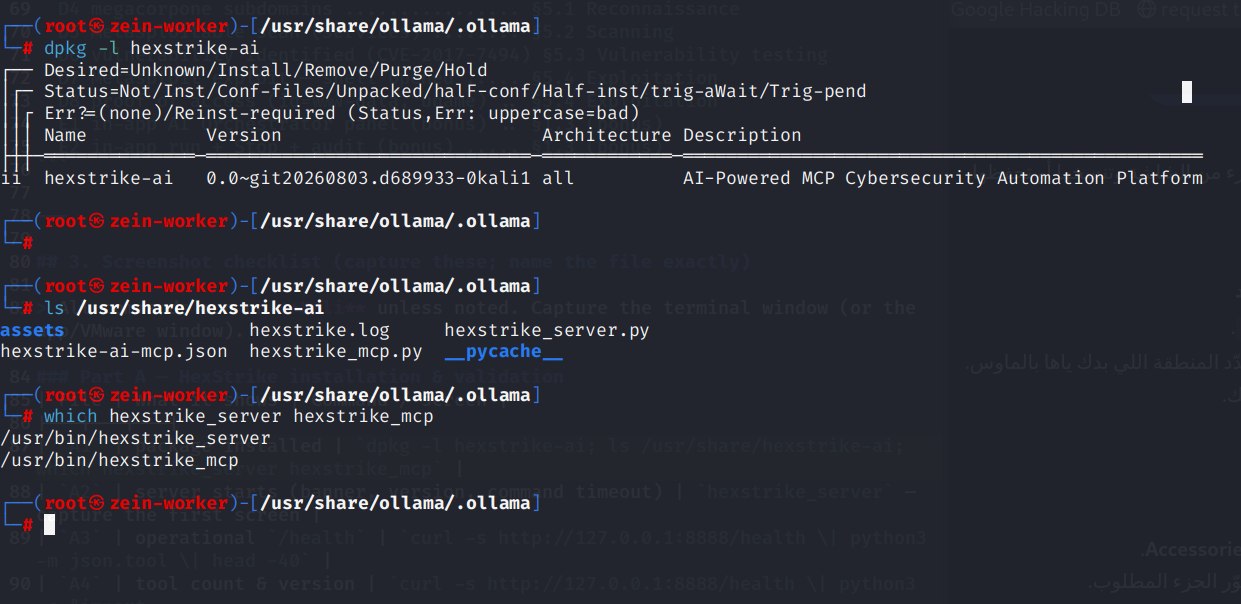 ┌──(root㉿zein-worker)-[/usr/share/ollama/.ollama]
└─# dpkg -l hexstrike-ai
Desired=Unknown/Install/Remove/Purge/Hold
Status=Not/Inst/Conf-files/Unpacked/halF-conf/Half-inst/trig-aWait/Trig-pend
Err?=(none)/Reinst-required (Status,Err: uppercase=bad)
Name Version Architecture Description
ii hexstrike-ai 0.0~git20260803.d689933-0kali1 all AI-Powered MCP Cybersecurity Automation Platform
┌──(root㉿zein-worker)-[/usr/share/ollama/.ollama]
└─#
┌──(root㉿zein-worker)-[/usr/share/ollama/.ollama]
└─# ls /usr/share/hexstrike-ai
assets hexstrike.log hexstrike_server.py
hexstrike-ai-mcp.json hexstrike_mcp.py __pycache__
┌──(root㉿zein-worker)-[/usr/share/ollama/.ollama]
└─# which hexstrike_server hexstrike_mcp
/usr/bin/hexstrike_server
/usr/bin/hexstrike_mcp
┌──(root㉿zein-worker)-[/usr/share/ollama/.ollama]
└─#